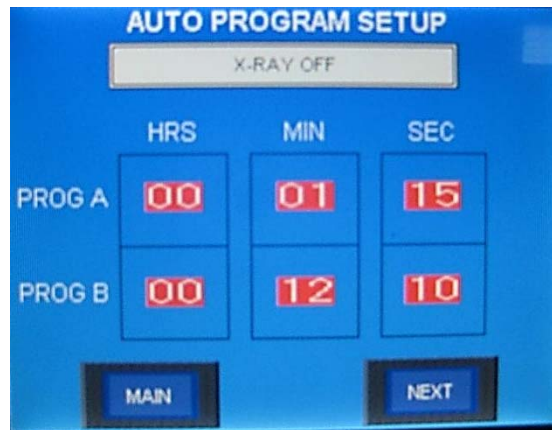 AUTO PROGRAM SETUP
X-RAY OFF
HRS MIN SEC
PROG A 00 01 15
PROG B 00 12 10
MAIN NEXT